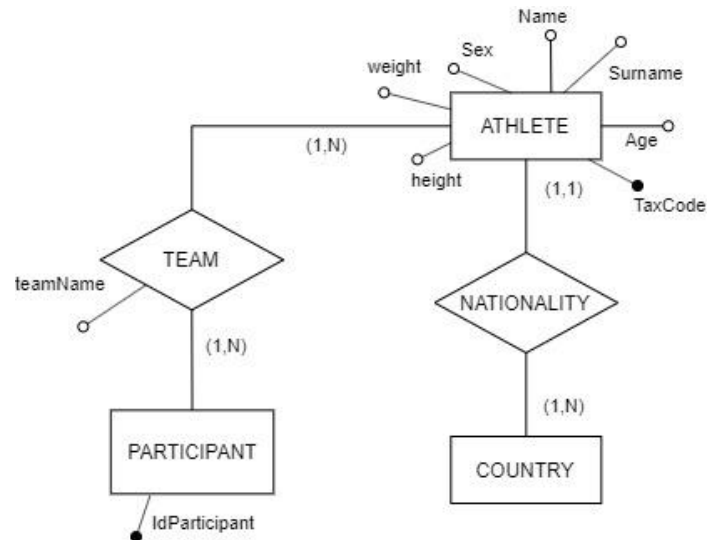 Name
Sex
Surname
weight
ATHLETE
Age
(1,N)
height
(1,1)
TaxCode
TEAM
teamName
NATIONALITY
(1,N)
(1,N)
PARTICIPANT
COUNTRY
IdParticipant